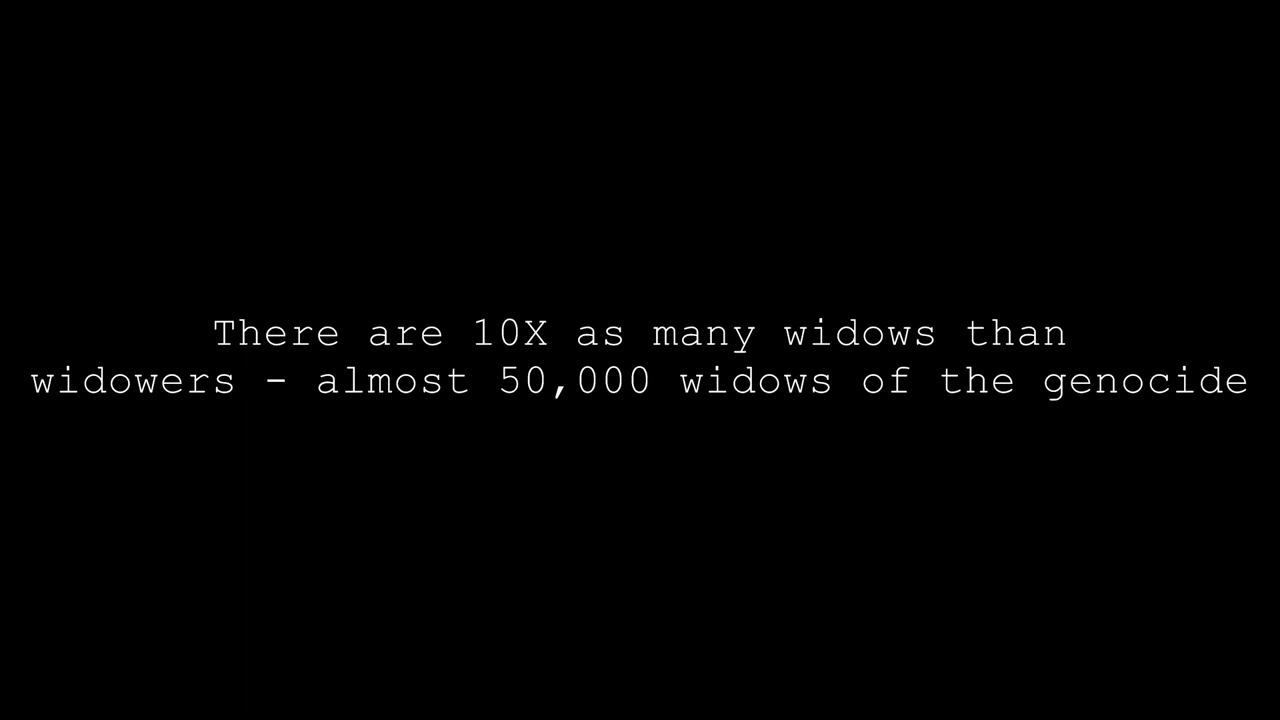 There are 10X as many widows than
widowers - almost 50,000 widows of the genocide